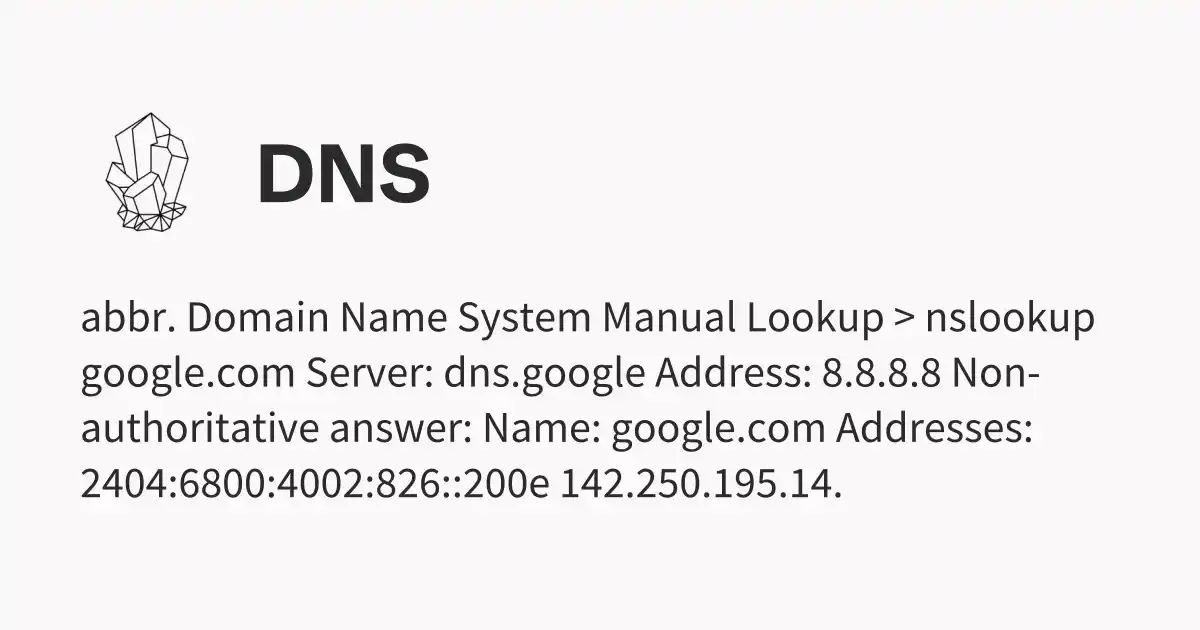 DNS
abbr. Domain Name System Manual Lookup > nslookup
google.com Server: dns.google Address: 8.8.8.8 Non-
authoritative answer: Name: google.com Addresses:
2404:6800:4002:826::200e 142.250.195.14.